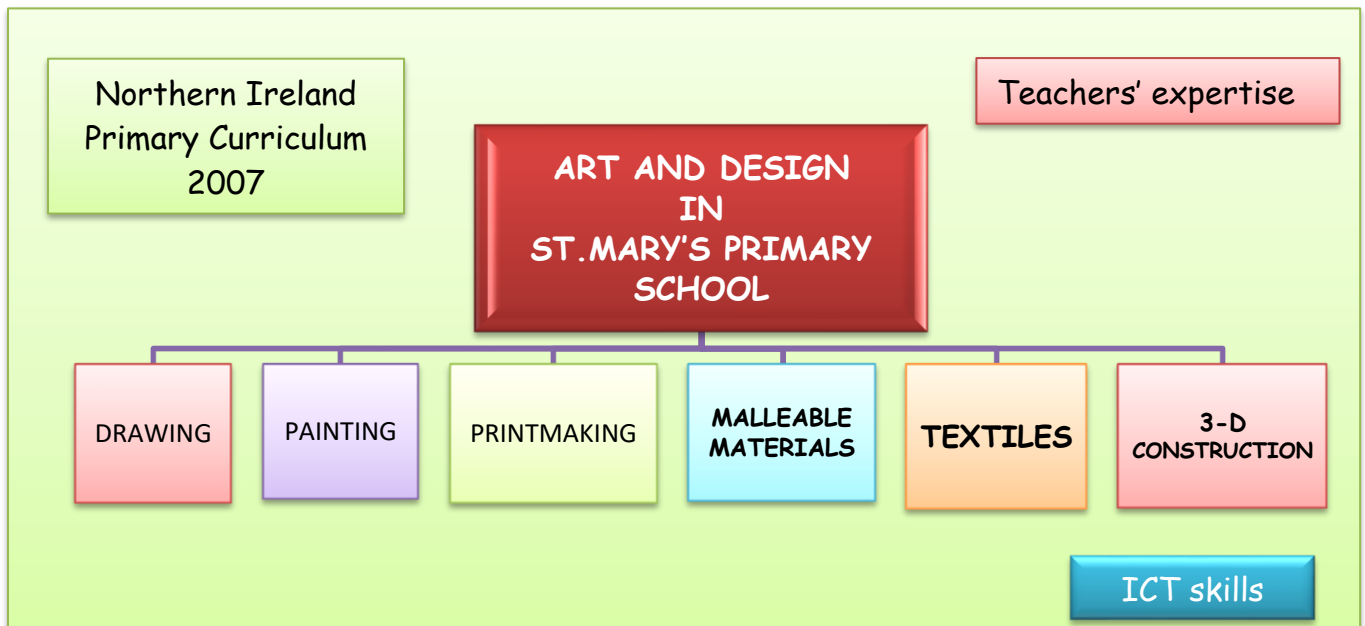 Northern Ireland
Primary Curriculum
2007
Teachers' expertise
ART AND DESIGN
IN
ST.MARY'S PRIMARY
SCHOOL
DRAWING
PAINTING
PRINTMAKING
MALLEABLE
MATERIALS
TEXTILES
3-D
CONSTRUCTION
ICT skills